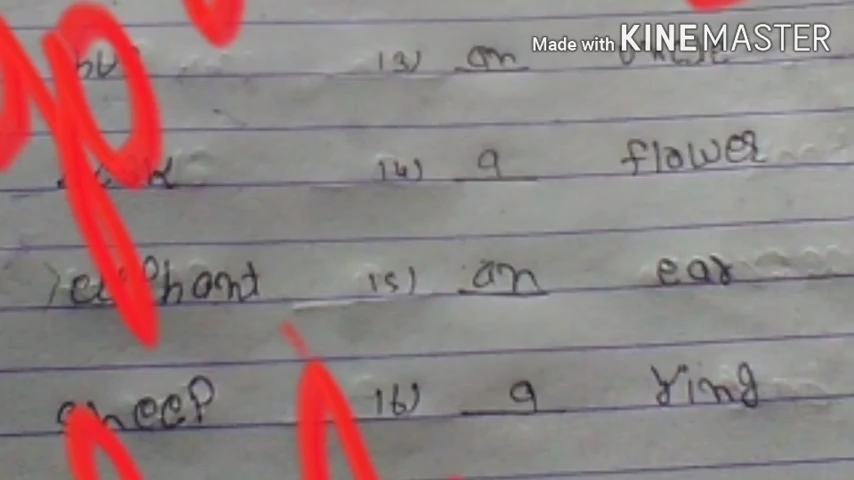 Made with KINEMASTER
13) an
14) a flower
elephant 15) an ear
sheep 16) a ring